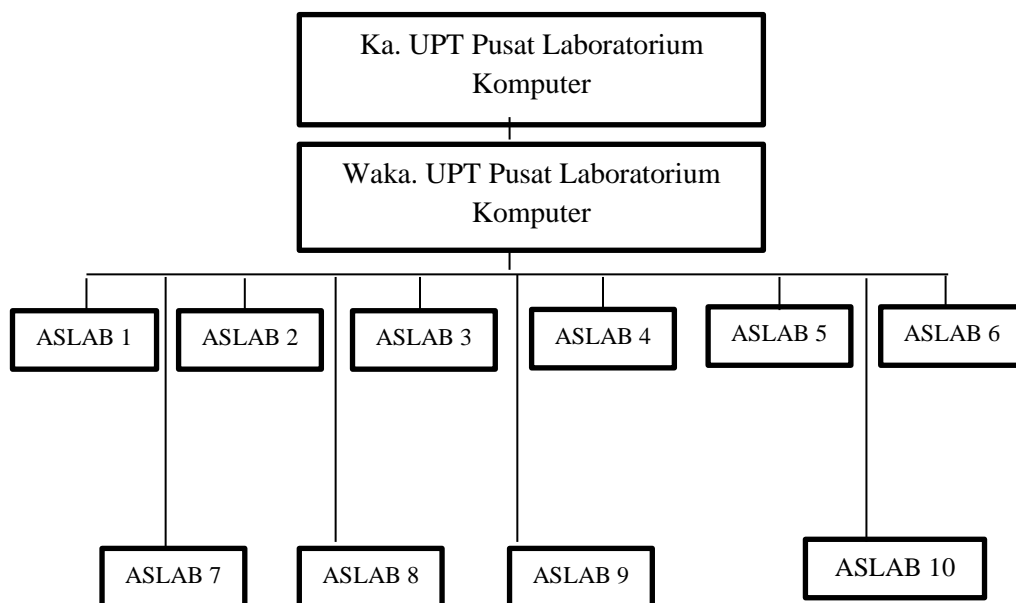 Ka. UPT Pusat Laboratorium
Komputer
Waka. UPT Pusat Laboratorium
Komputer
ASLAB 1
ASLAB 2
ASLAB 3
ASLAB 4
ASLAB 5
ASLAB 6
ASLAB 7
ASLAB 8
ASLAB 9
ASLAB 10